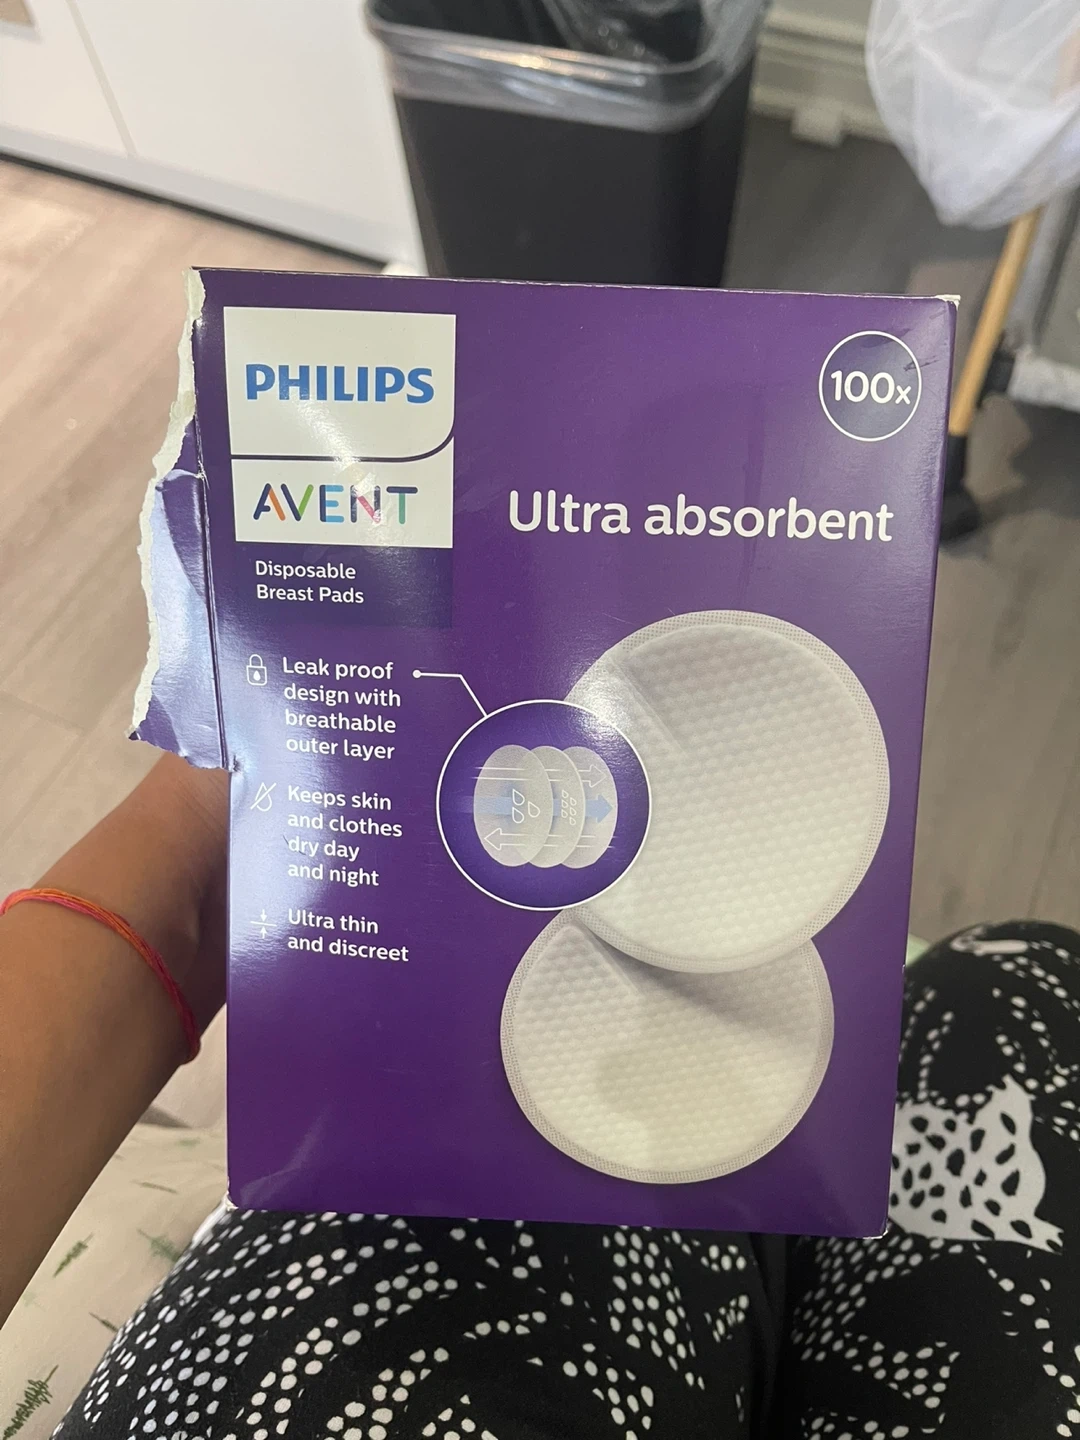 PHILIPS
AVENT
100x
Ultra absorbent
Disposable
Breast Pads
Leak proof
design with
breathable
outer layer
Keeps skin
and clothes
dry day
and night
Ultra thin
and discreet